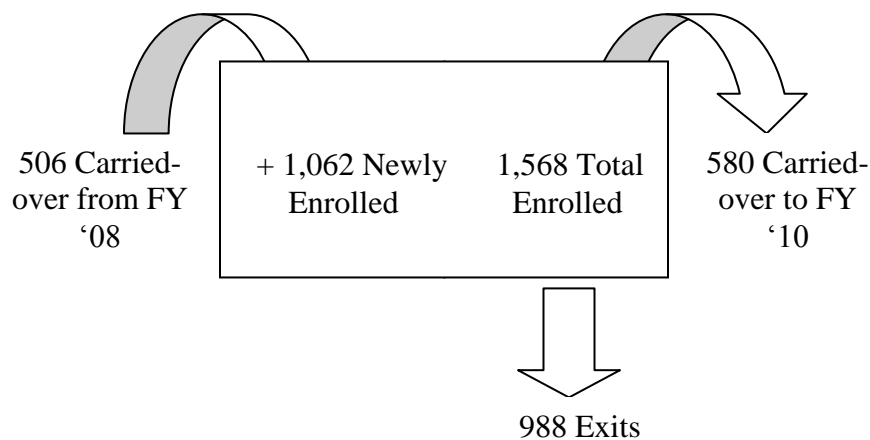 506 Carried-
over from FY
‘08
+ 1,062 Newly
Enrolled
1,568 Total
Enrolled
580 Carried-
over to FY
‘10
988 Exits